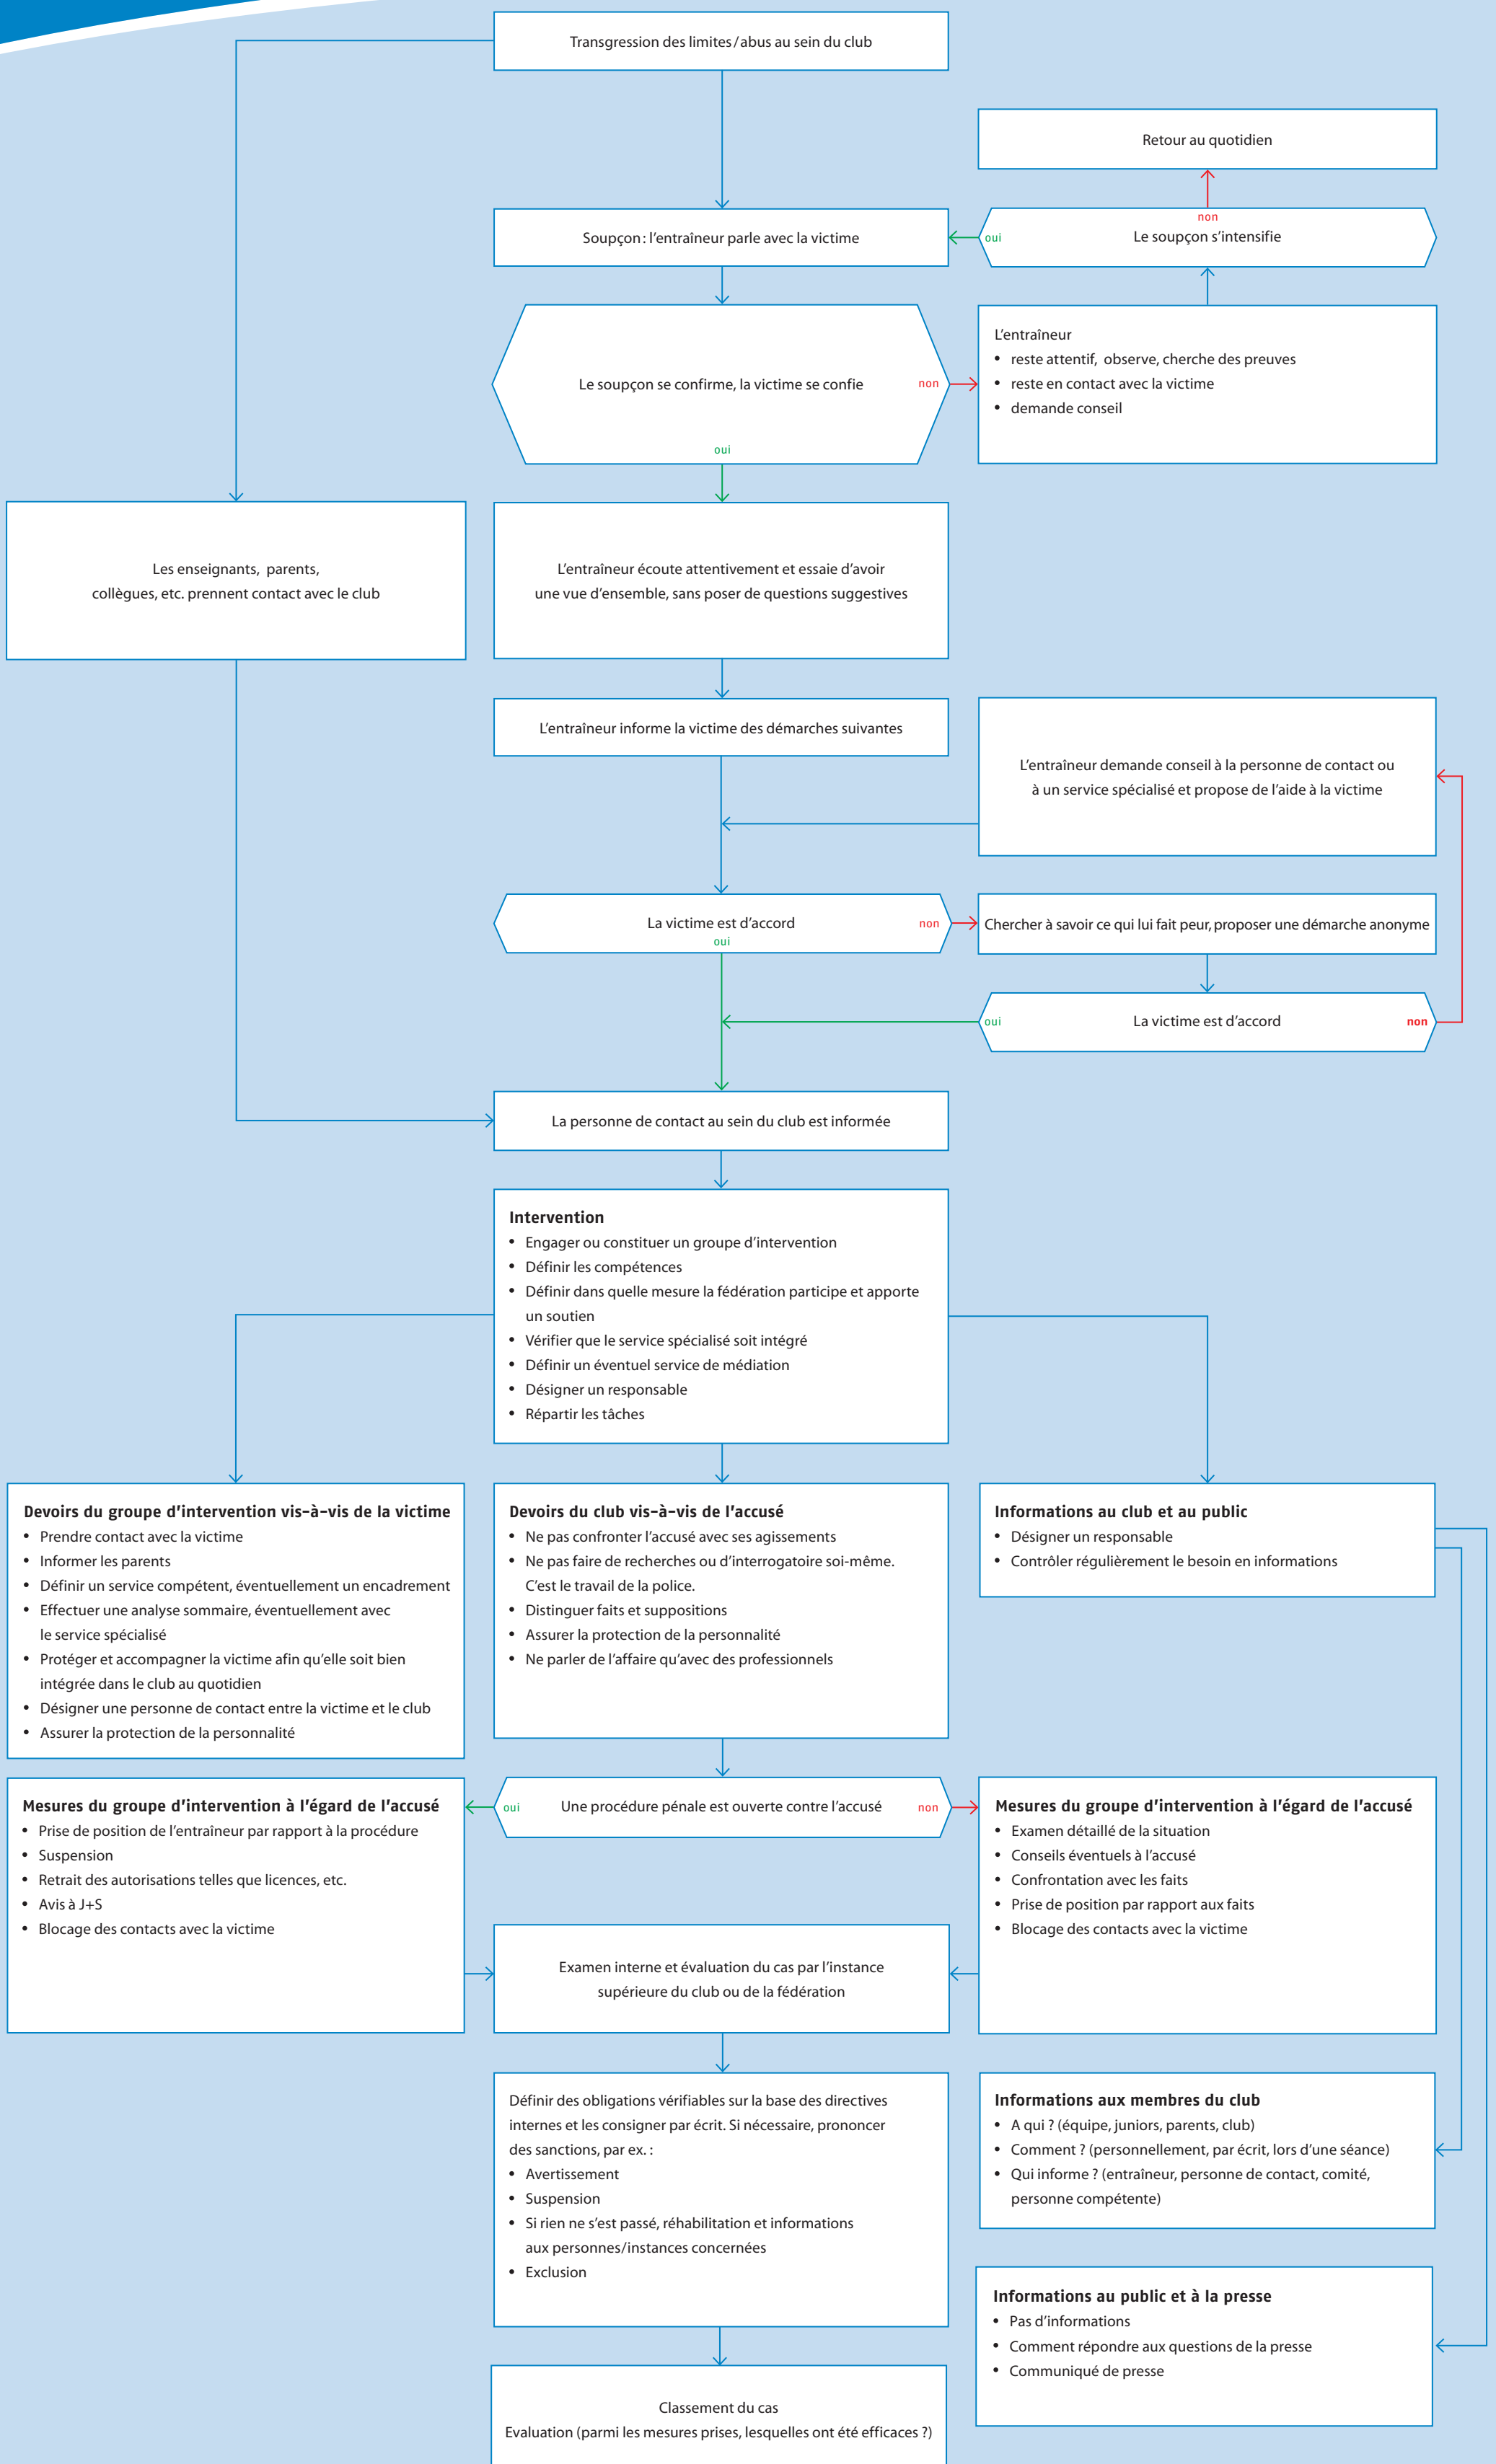 Transgression des limites/abus au sein du club
Retour au quotidien
non
oui
Le soupçon s’intensifie
Soupçon : l’entraîneur parle avec la victime
L’entraîneur
• reste attentif, observe, cherche des preuves
• reste en contact avec la victime
• demande conseil
Le soupçon se confirme, la victime se confie
non
oui
Les enseignants, parents,
collègues, etc. prennent contact avec le club
L’entraîneur écoute attentivement et essaie d’avoir
une vue d’ensemble, sans poser de questions suggestives
L’entraîneur informe la victime des démarches suivantes
L’entraîneur demande conseil à la personne de contact ou
à un service spécialisé et propose de l’aide à la victime
La victime est d’accord
non
oui
Chercher à savoir ce qui lui fait peur, proposer une démarche anonyme
oui
La victime est d’accord
non
La personne de contact au sein du club est informée
Intervention
• Engager ou constituer un groupe d’intervention
• Définir les compétences
• Définir dans quelle mesure la fédération participe et apporte
un soutien
• Vérifier que le service spécialisé soit intégré
• Définir un éventuel service de médiation
• Désigner un responsable
• Répartir les tâches
Devoirs du groupe d’intervention vis-à-vis de la victime
• Prendre contact avec la victime
• Informer les parents
• Définir un service compétent, éventuellement un encadrement
• Effectuer une analyse sommaire, éventuellement avec
le service spécialisé
• Protéger et accompagner la victime afin qu’elle soit bien
intégrée dans le club au quotidien
• Désigner une personne de contact entre la victime et le club
• Assurer la protection de la personnalité
Devoirs du club vis-à-vis de l’accusé
• Ne pas confronter l’accusé avec ses agissements
• Ne pas faire de recherches ou d’interrogatoire soi-même.
C’est le travail de la police.
• Distinguer faits et suppositions
• Assurer la protection de la personnalité
• Ne parler de l’affaire qu’avec des professionnels
Informations au club et au public
• Désigner un responsable
• Contrôler régulièrement le besoin en informations
Mesures du groupe d’intervention à l’égard de l’accusé
• Prise de position de l’entraîneur par rapport à la procédure
• Suspension
• Retrait des autorisations telles que licences, etc.
• Avis à J+S
• Blocage des contacts avec la victime
oui
Une procédure pénale est ouverte contre l’accusé
non
Mesures du groupe d’intervention à l’égard de l’accusé
• Examen détaillé de la situation
• Conseils éventuels à l’accusé
• Confrontation avec les faits
• Prise de position par rapport aux faits
• Blocage des contacts avec la victime
Examen interne et évaluation du cas par l’instance
supérieure du club ou de la fédération
Définir des obligations vérifiables sur la base des directives
internes et les consigner par écrit. Si nécessaire, prononcer
des sanctions, par ex. :
• Avertissement
• Suspension
• Si rien ne s’est passé, réhabilitation et informations
aux personnes/instances concernées
• Exclusion
Informations aux membres du club
• A qui ? (équipe, juniors, parents, club)
• Comment ? (personnellement, par écrit, lors d’une séance)
• Qui informe ? (entraîneur, personne de contact, comité,
personne compétente)
Informations au public et à la presse
• Pas d’informations
• Comment répondre aux questions de la presse
• Communiqué de presse
Classement du cas
Evaluation (parmi les mesures prises, lesquelles ont été efficaces ?)